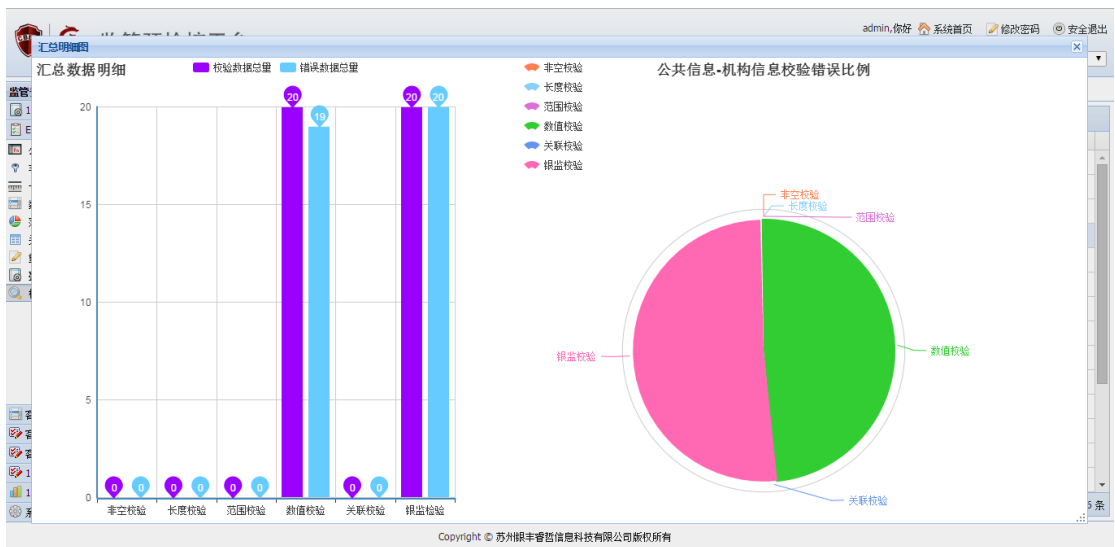 admin,你好 系统首页 修改密码 安全退出
汇总明细图
汇总数据明细
校验数据总量 错误数据总量
非空校验
长度校验
范围校验
数值校验
关联校验
银监校验
公共信息-机构信息校验错误比例
监管
20
15
10
5
0
0 0 0 0 0 0 20 19 0 0 20 20
非空校验 长度校验 范围校验 数值校验 关联校验 银监检验
非空校验
长度校验
范围校验
数值校验
银监校验
关联校验
条
Copyright © 苏州银丰睿哲信息科技有限公司版权所有